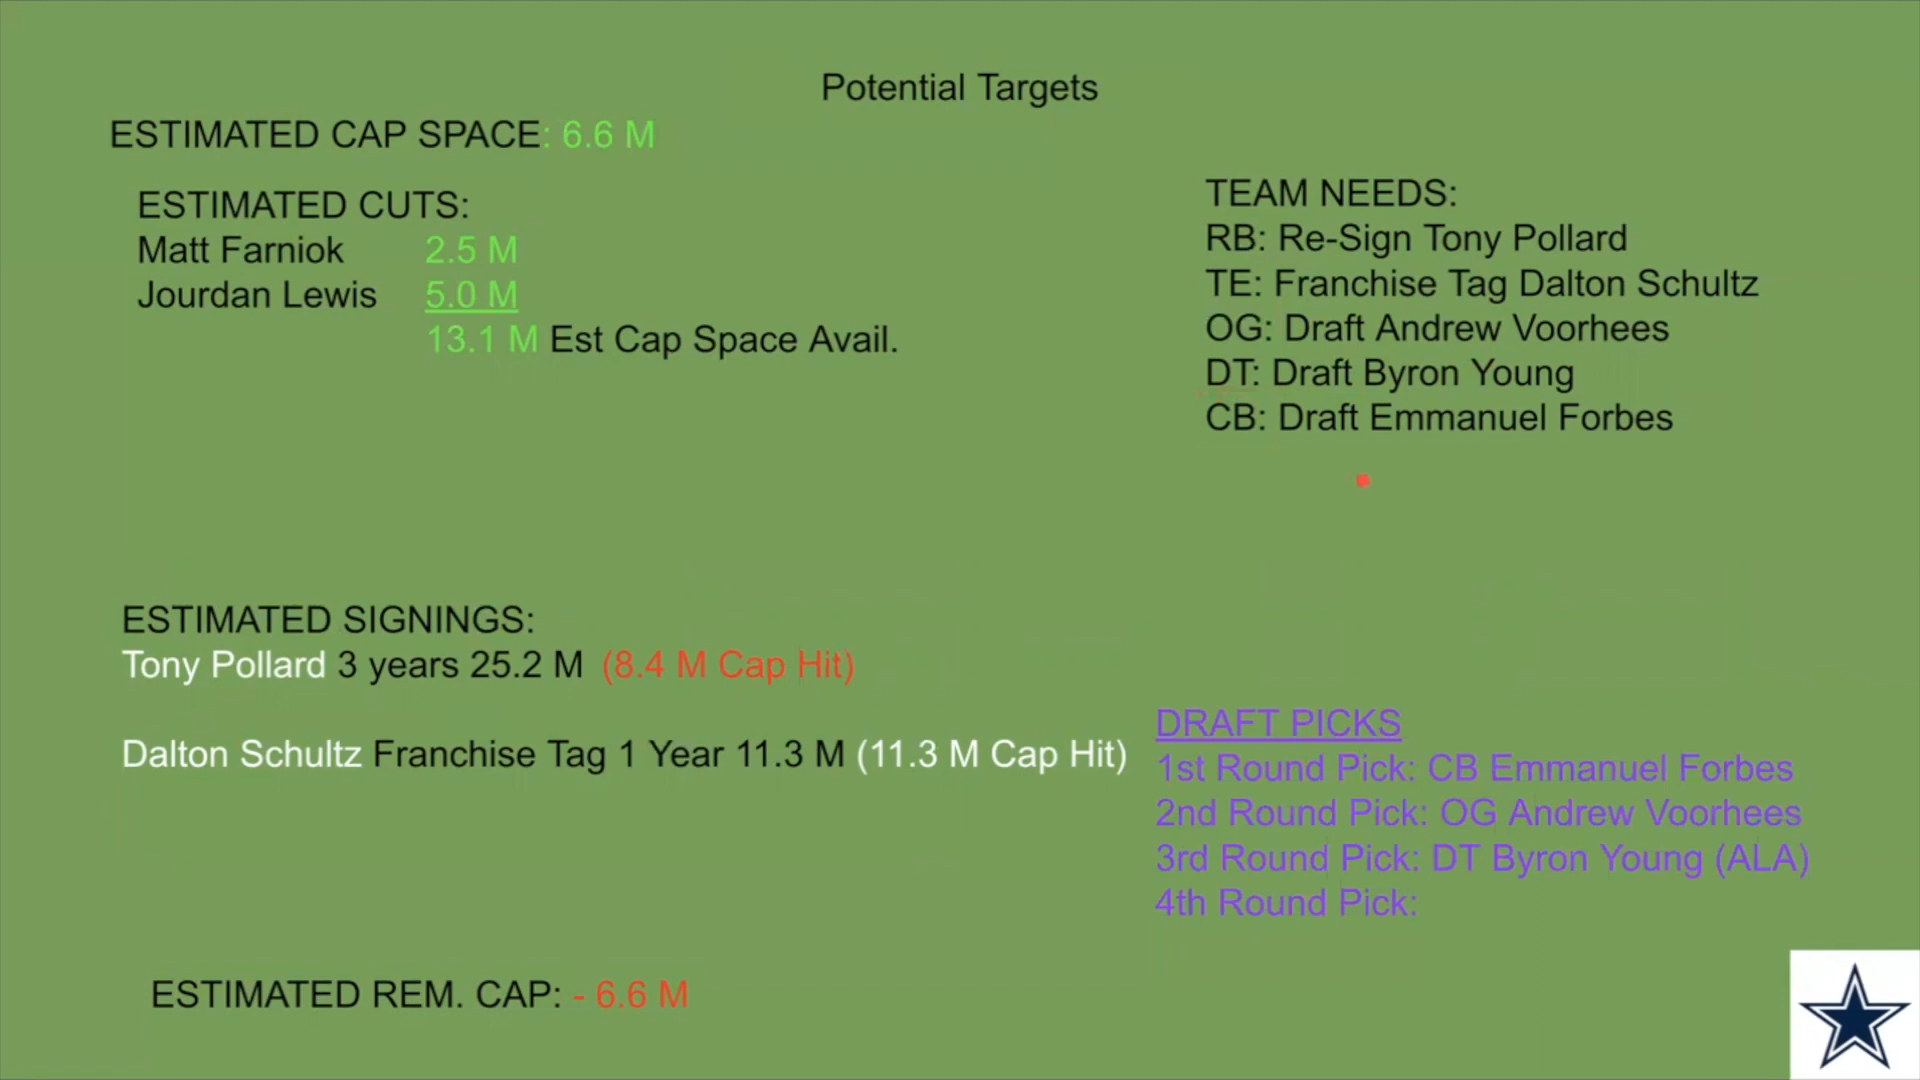 Potential Targets
ESTIMATED CAP SPACE: 6.6 M
ESTIMATED CUTS:
Matt Farniok 2.5 M
Jourdan Lewis 5.0 M
13.1 M Est Cap Space Avail.
TEAM NEEDS:
RB: Re-Sign Tony Pollard
TE: Franchise Tag Dalton Schultz
OG: Draft Andrew Voorhees
DT: Draft Byron Young
CB: Draft Emmanuel Forbes
ESTIMATED SIGNINGS:
Tony Pollard 3 years 25.2 M (8.4 M Cap Hit)
Dalton Schultz Franchise Tag 1 Year 11.3 M (11.3 M Cap Hit)
DRAFT PICKS
1st Round Pick: CB Emmanuel Forbes
2nd Round Pick: OG Andrew Voorhees
3rd Round Pick: DT Byron Young (ALA)
4th Round Pick:
ESTIMATED REM. CAP: - 6.6 M